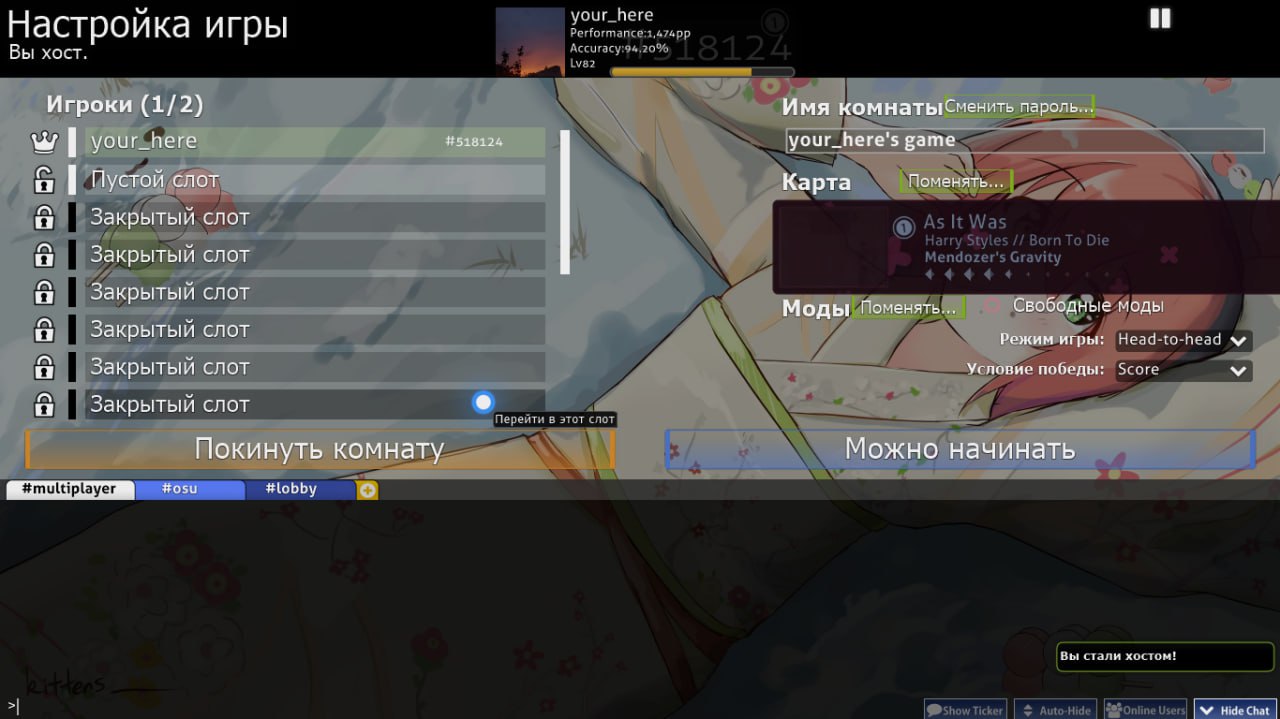 Настройка игры
Вы хост.
your_here
Performance:1,474pp
Accuracy:94.20%
Lv82
#518124
1
Игроки (1/2)
your_here
#518124
Пустой слот
Закрытый слот
Закрытый слот
Закрытый слот
Закрытый слот
Закрытый слот
Закрытый слот
Перейти в этот слот
Имя комнаты
Сменить пароль...
your_here's game
Карта
Поменять...
1
As It Was
Harry Styles // Born To Die
Mendozer's Gravity
Моды
Поменять...
Свободные моды
Режим игры:
Head-to-head
Условие победы:
Score
Покинуть комнату
Можно начинать
#multiplayer
#osu
#lobby
kittens
Вы стали хостом!
>|
Show Ticker
Auto-Hide
Online Users
Hide Chat